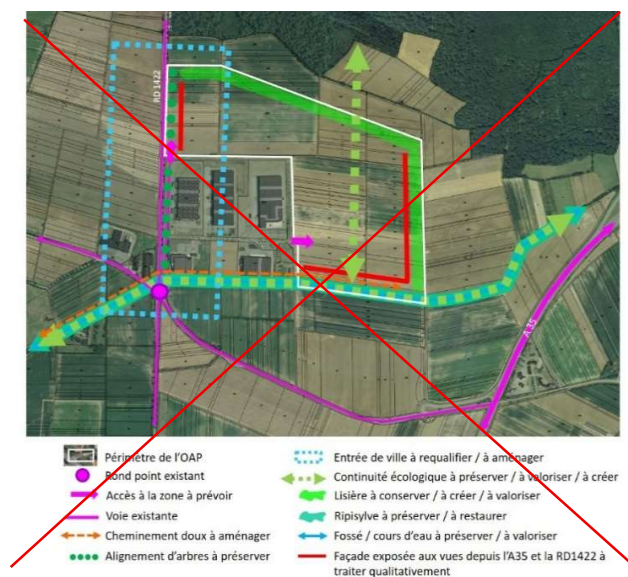 RD 1422
A 35
Périmètre de l'OAP
Rond point existant
Accès à la zone à prévoir
Voie existante
Cheminement doux à aménager
Alignement d'arbres à préserver
Entrée de ville à requalifier / à aménager
Continuité écologique à préserver / à valoriser / à créer
Lisière à conserver / à créer / à valoriser
Ripisylve à préserver / à restaurer
Fossé / cours d'eau à préserver / à valoriser
Façade exposée aux vues depuis l'A35 et la RD1422 à
traiter qualitativement